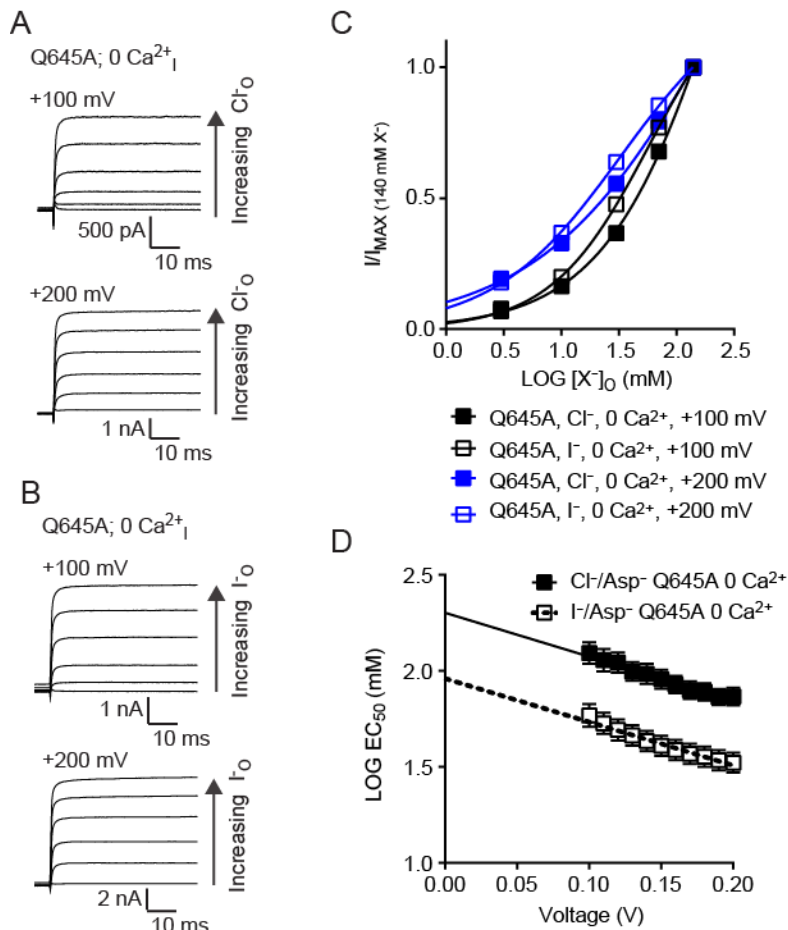 A
Q645A; 0 Ca²⁺I
+100 mV
Increasing Cl⁻O
500 pA
10 ms
+200 mV
Increasing Cl⁻O
1 nA
10 ms
B
Q645A; 0 Ca²⁺I
+100 mV
Increasing I⁻O
1 nA
10 ms
+200 mV
Increasing I⁻O
2 nA
10 ms
C
I/IMAX (140 mM X⁻)
1.0
0.5
0.0
0.0 0.5 1.0 1.5 2.0 2.5
LOG [X⁻]O (mM)
Q645A, Cl⁻, 0 Ca²⁺, +100 mV
Q645A, I⁻, 0 Ca²⁺, +100 mV
Q645A, Cl⁻, 0 Ca²⁺, +200 mV
Q645A, I⁻, 0 Ca²⁺, +200 mV
D
Cl⁻/Asp⁻ Q645A 0 Ca²⁺
I⁻/Asp⁻ Q645A 0 Ca²⁺
LOG EC₅₀ (mM)
2.5
2.0
1.5
1.0
0.00 0.05 0.10 0.15 0.20
Voltage (V)